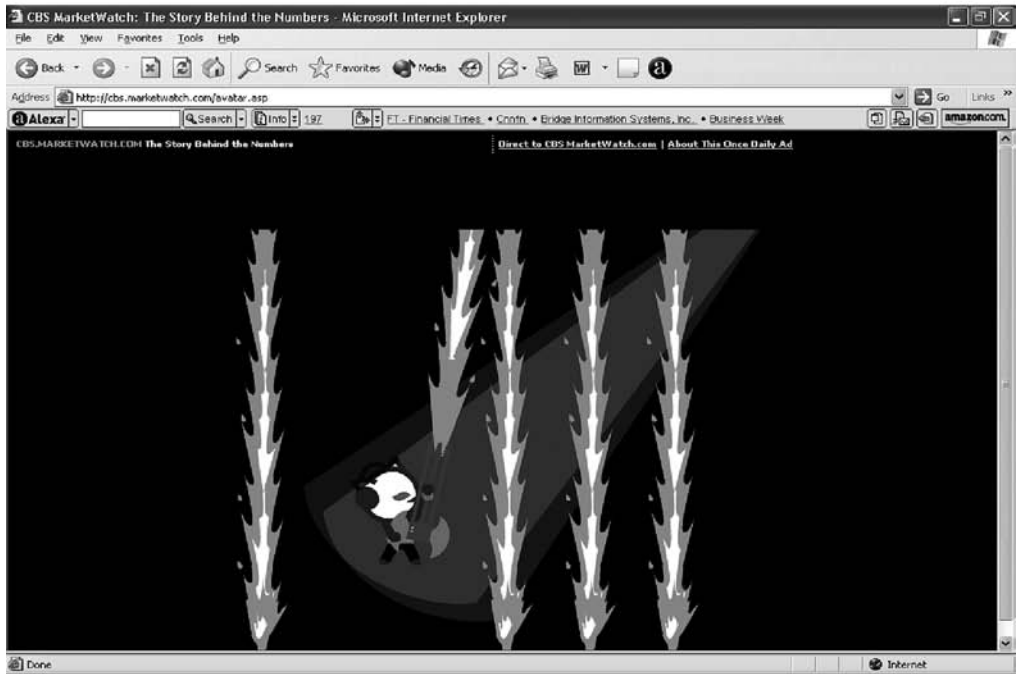 CBS MarketWatch: The Story Behind the Numbers - Microsoft Internet Explorer
File Edit View Favorites Tools Help
Back Search Favorites Media W a
Address http://cbs.marketwatch.com/avatar.asp Go Links »
a Alexa Search Info 197 FT - Financial Times • Cnnfn • Bridge Information Systems, Inc. • Business Week amazon.com.
CBS.MARKETWATCH.COM The Story Behind the Numbers Direct to CBS MarketWatch.com | About This Once Daily Ad
Done Internet